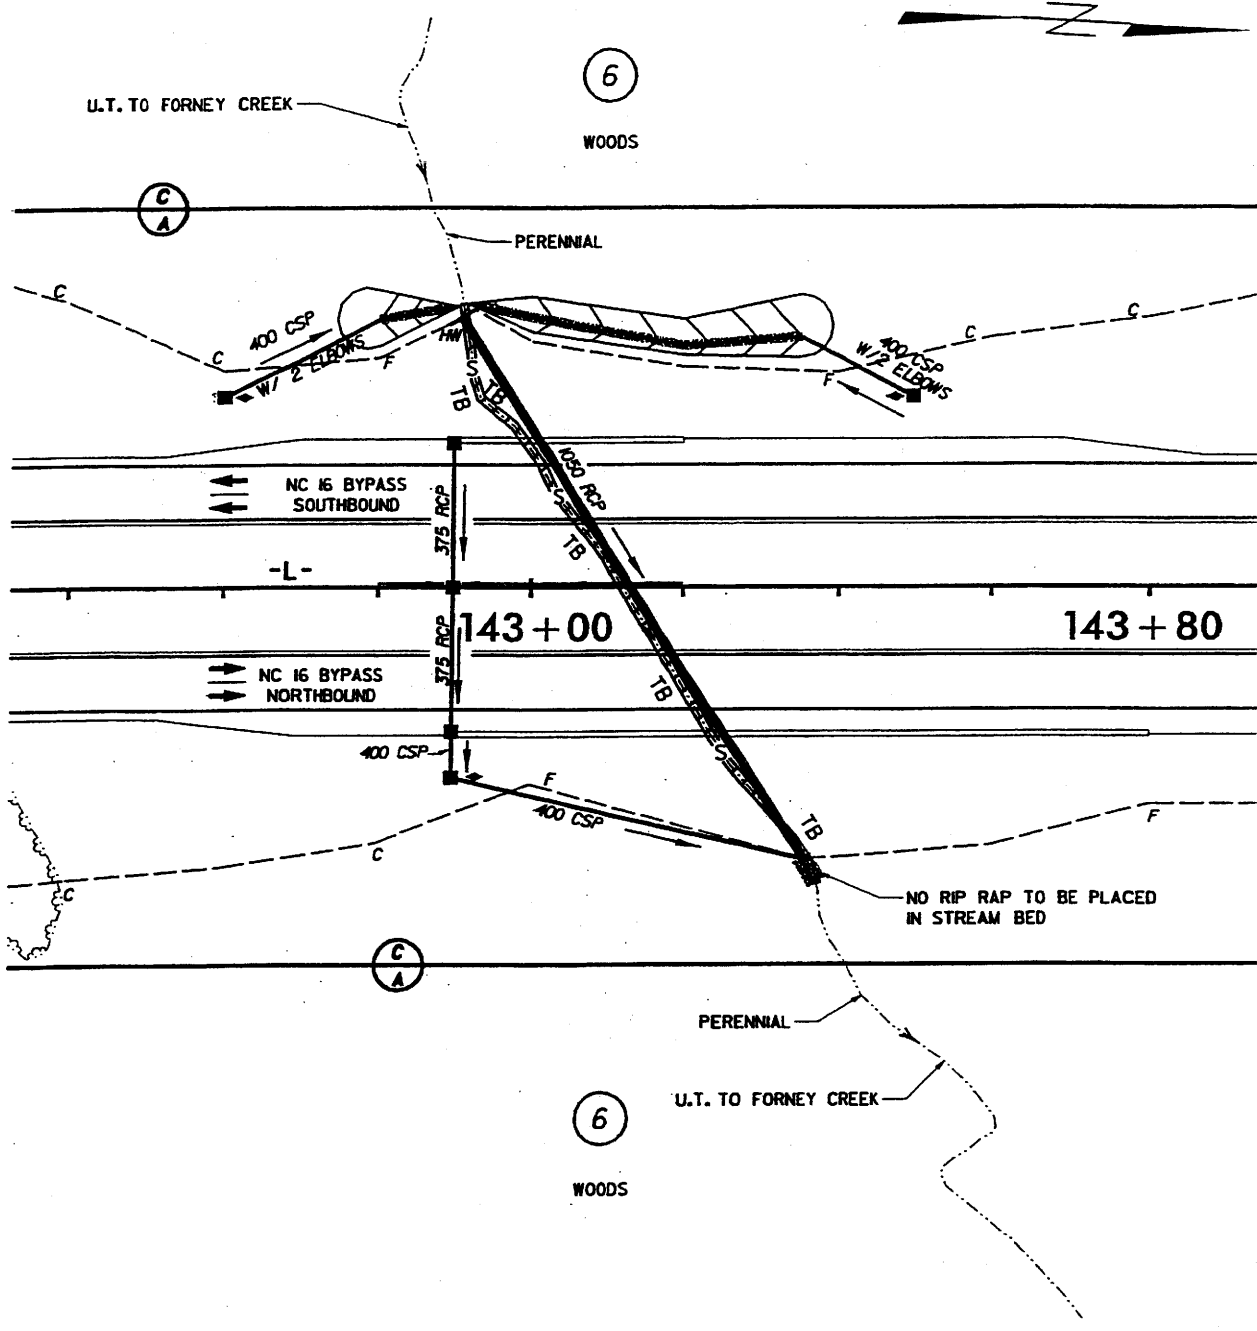 Z
6
U.T. TO FORNEY CREEK
WOODS
C
A
PERENNIAL
C
C
C
C
400 CSP
W/ 2 ELBOWS
F
HW
400 CSP
W/2 ELBOWS
F
S
TB
TB
1050 RCP
NC 16 BYPASS
SOUTHBOUND
375 RCP
S
TB
-L-
143+00
143+80
375 RCP
NC 16 BYPASS
NORTHBOUND
TB
S
400 CSP
F
400 CSP
TB
F
C
C
NO RIP RAP TO BE PLACED
IN STREAM BED
C
A
PERENNIAL
U.T. TO FORNEY CREEK
6
WOODS